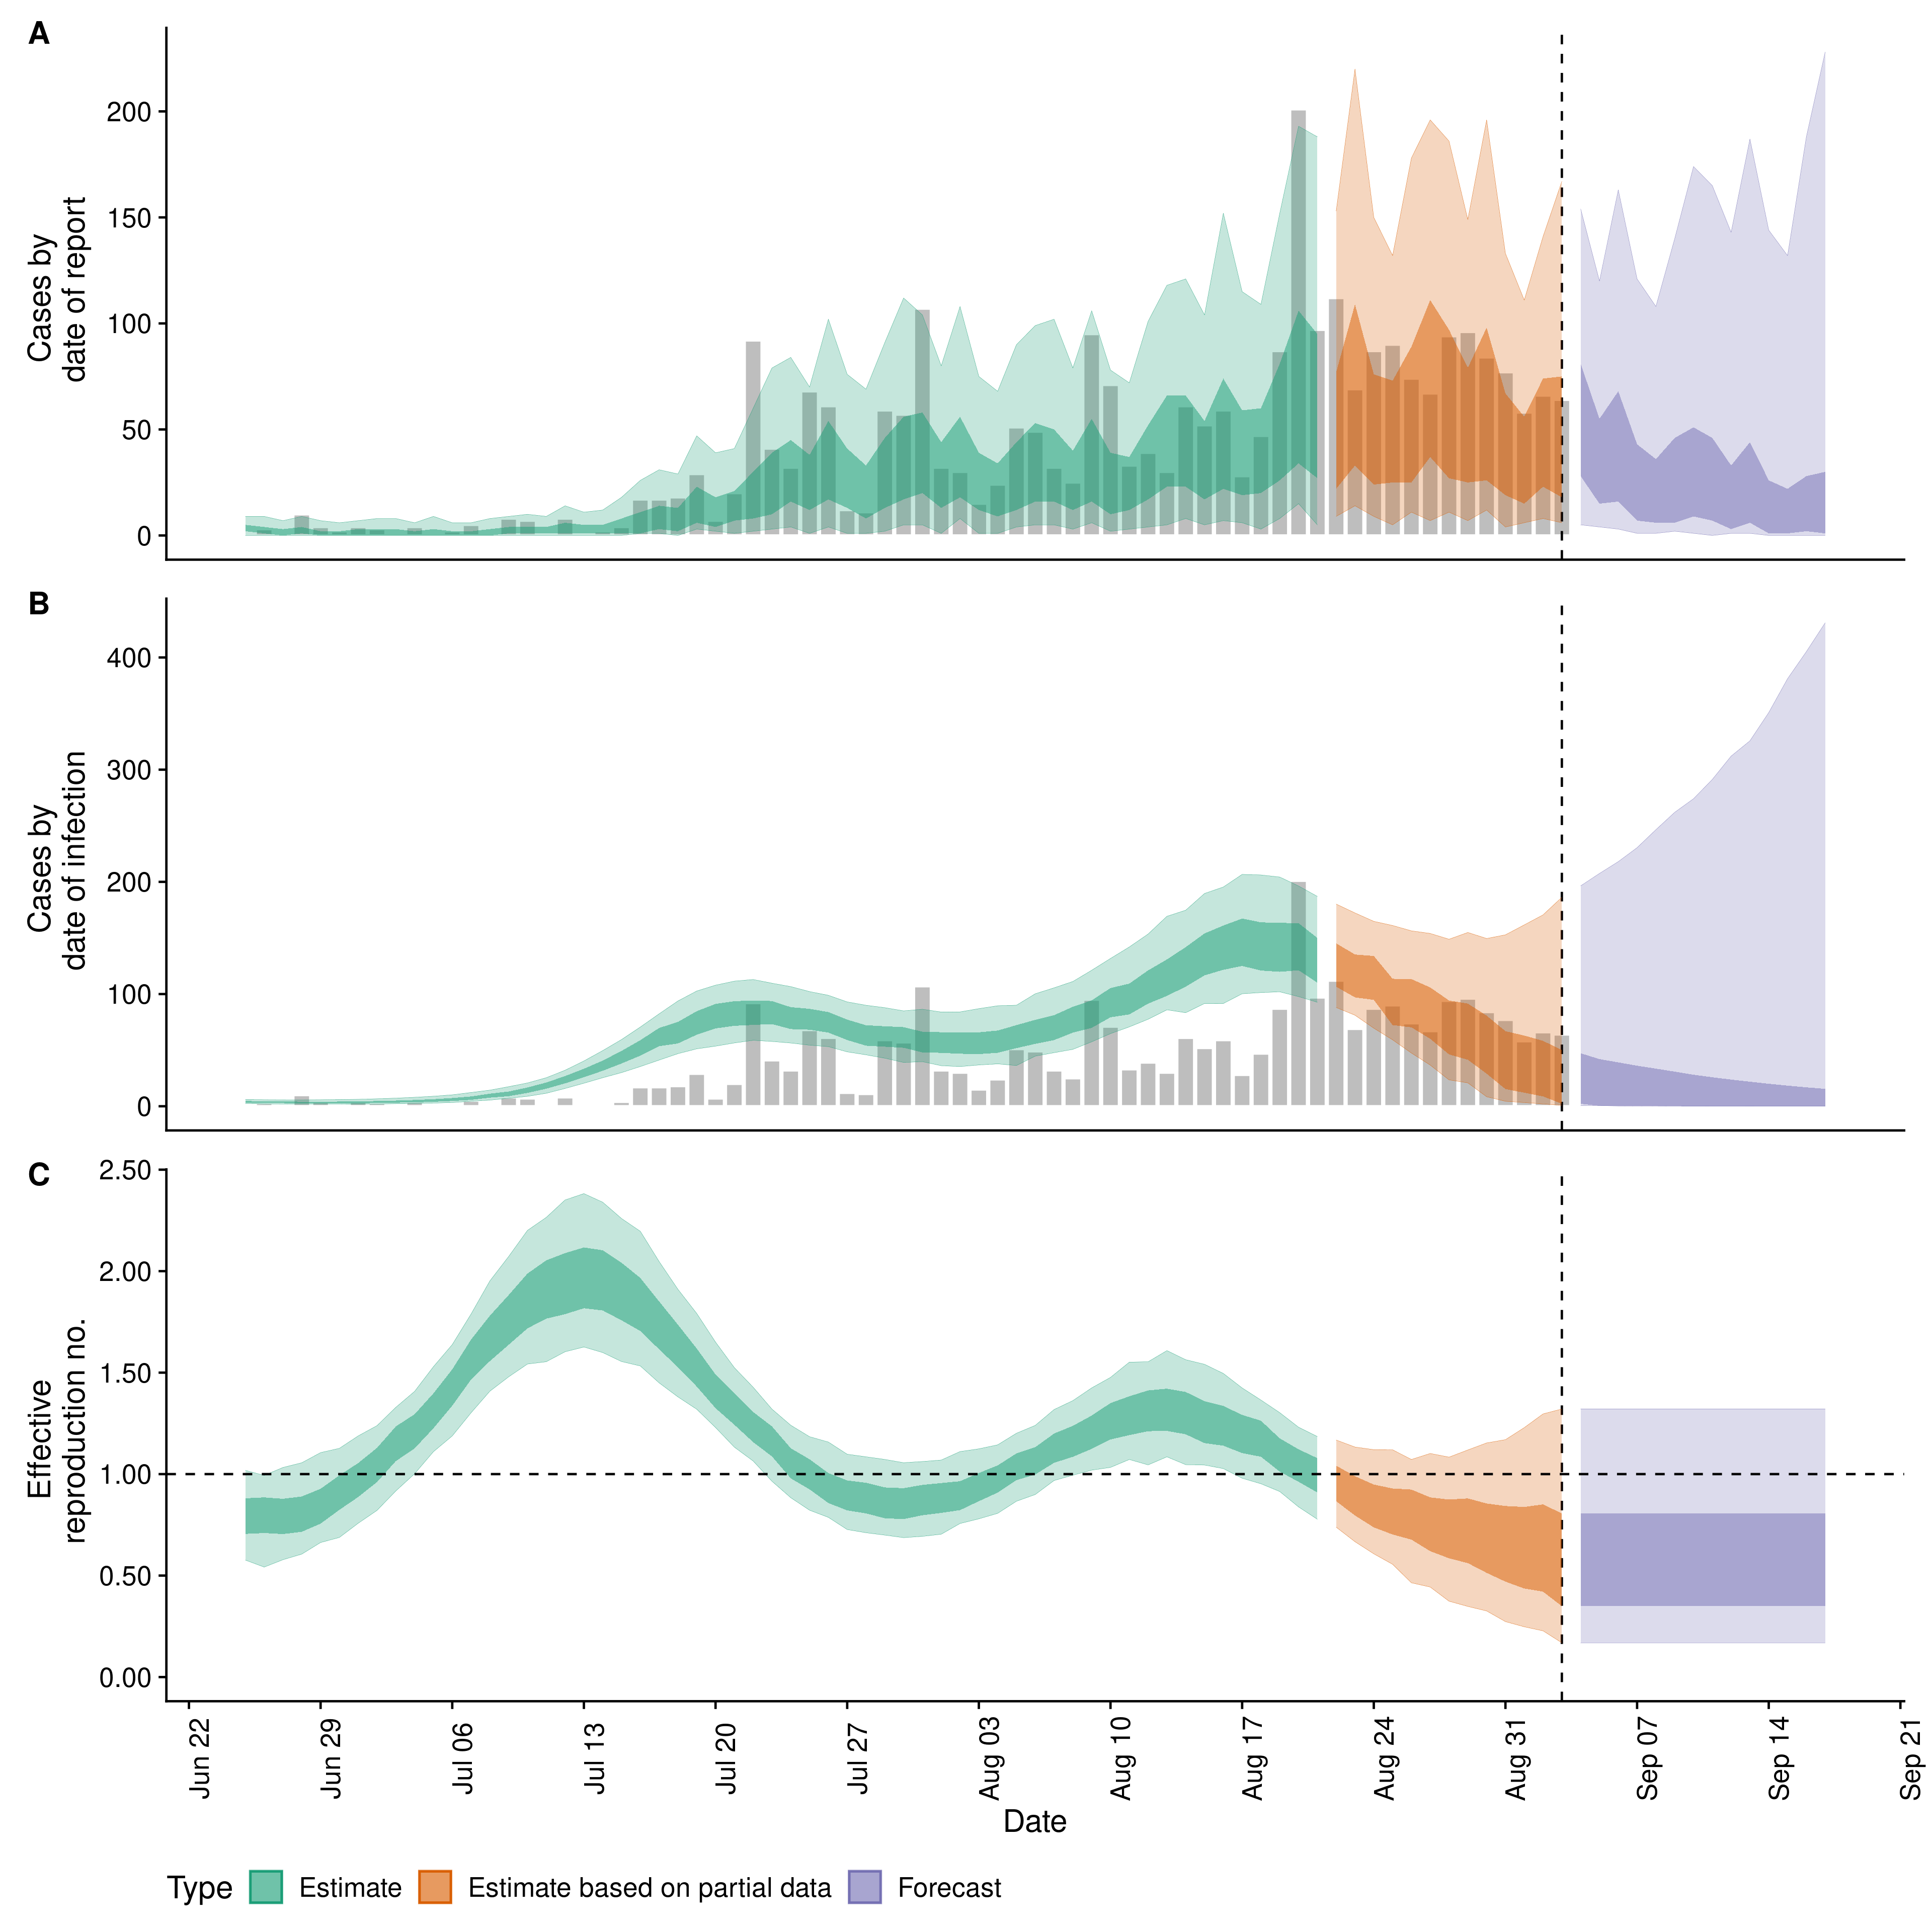 A
Cases by
date of report
200
150
100
50
0
B
Cases by
date of infection
400
300
200
100
0
C
Effective
reproduction no.
2.50
2.00
1.50
1.00
0.50
0.00
Jun 22
Jun 29
Jul 06
Jul 13
Jul 20
Jul 27
Aug 03
Aug 10
Aug 17
Aug 24
Aug 31
Sep 07
Sep 14
Sep 21
Date
Type Estimate Estimate based on partial data Forecast